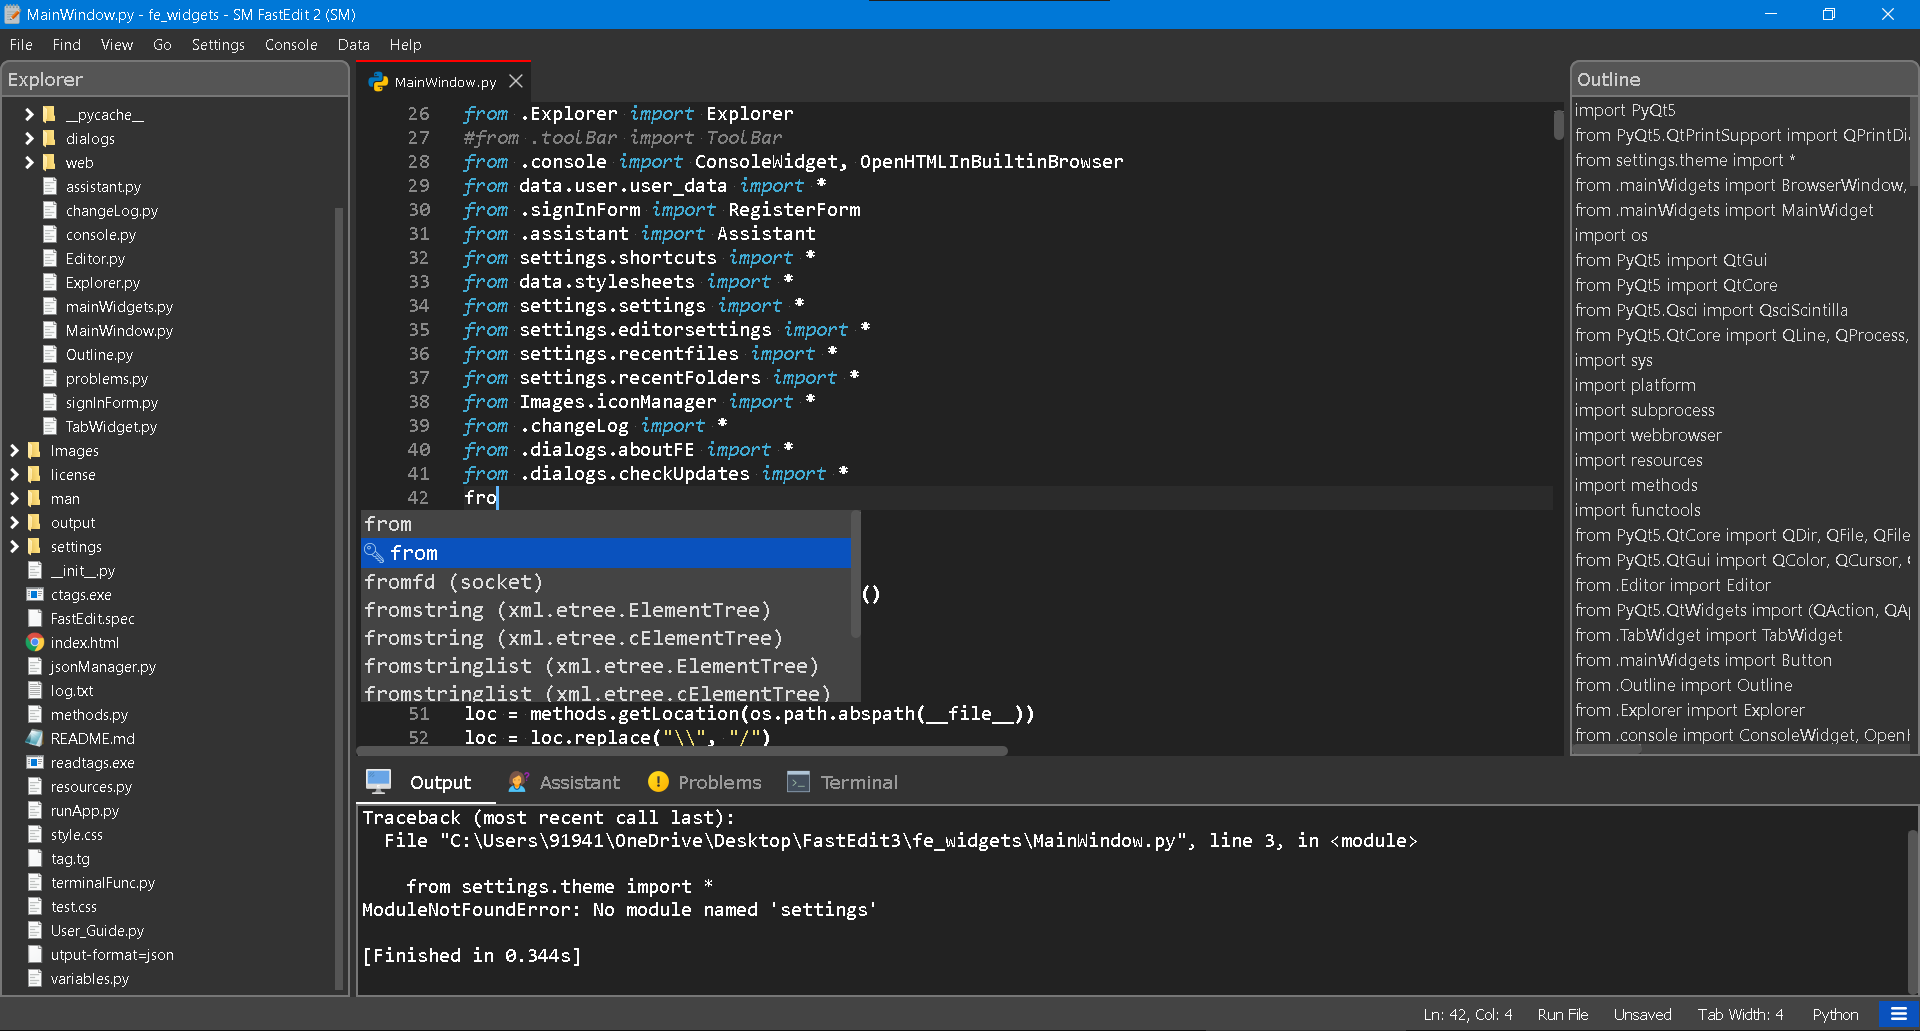 MainWindow.py - fe_widgets - SM FastEdit 2 (SM)
File Find View Go Settings Console Data Help
Explorer
__pycache__
dialogs
web
assistant.py
changeLog.py
console.py
Editor.py
Explorer.py
mainWidgets.py
MainWindow.py
Outline.py
problems.py
signInForm.py
TabWidget.py
Images
license
man
output
settings
__init__.py
ctags.exe
FastEdit.spec
index.html
jsonManager.py
log.txt
methods.py
README.md
readtags.exe
resources.py
runApp.py
style.css
tag.tg
terminalFunc.py
test.css
User_Guide.py
utput-format=json
variables.py
MainWindow.py
26 from .Explorer import Explorer
27 #from .toolBar import ToolBar
28 from .console import ConsoleWidget, OpenHTMLInBuiltinBrowser
29 from data.user.user_data import *
30 from .signInForm import RegisterForm
31 from .assistant import Assistant
32 from settings.shortcuts import *
33 from data.stylesheets import *
34 from settings.settings import *
35 from settings.editorsettings import *
36 from settings.recentfiles import *
37 from settings.recentFolders import *
38 from Images.iconManager import *
39 from .changeLog import *
40 from .dialogs.aboutFE import *
41 from .dialogs.checkUpdates import *
42 fro
from
from
fromfd (socket)
()
fromstring (xml.etree.ElementTree)
fromstring (xml.etree.cElementTree)
fromstringlist (xml.etree.ElementTree)
fromstringlist (xml.etree.cElementTree)
51 loc = methods.getLocation(os.path.abspath(__file__))
52 loc = loc.replace("\\", "/")
Output Assistant Problems Terminal
Traceback (most recent call last):
File "C:\Users\91941\OneDrive\Desktop\FastEdit3\fe_widgets\MainWindow.py", line 3, in <module>
from settings.theme import *
ModuleNotFoundError: No module named 'settings'
[Finished in 0.344s]
Outline
import PyQt5
from PyQt5.QtPrintSupport import QPrintDi
from settings.theme import *
from .mainWidgets import BrowserWindow,
from .mainWidgets import MainWidget
import os
from PyQt5 import QtGui
from PyQt5 import QtCore
from PyQt5.Qsci import QsciScintilla
from PyQt5.QtCore import QLine, QProcess,
import sys
import platform
import subprocess
import webbrowser
import resources
import methods
import functools
from PyQt5.QtCore import QDir, QFile, QFile
from PyQt5.QtGui import QColor, QCursor,
from .Editor import Editor
from PyQt5.QtWidgets import (QAction, QAp
from .TabWidget import TabWidget
from .mainWidgets import Button
from .Outline import Outline
from .Explorer import Explorer
from .console import ConsoleWidget, OpenH
Ln: 42, Col: 4 Run File Unsaved Tab Width: 4 Python